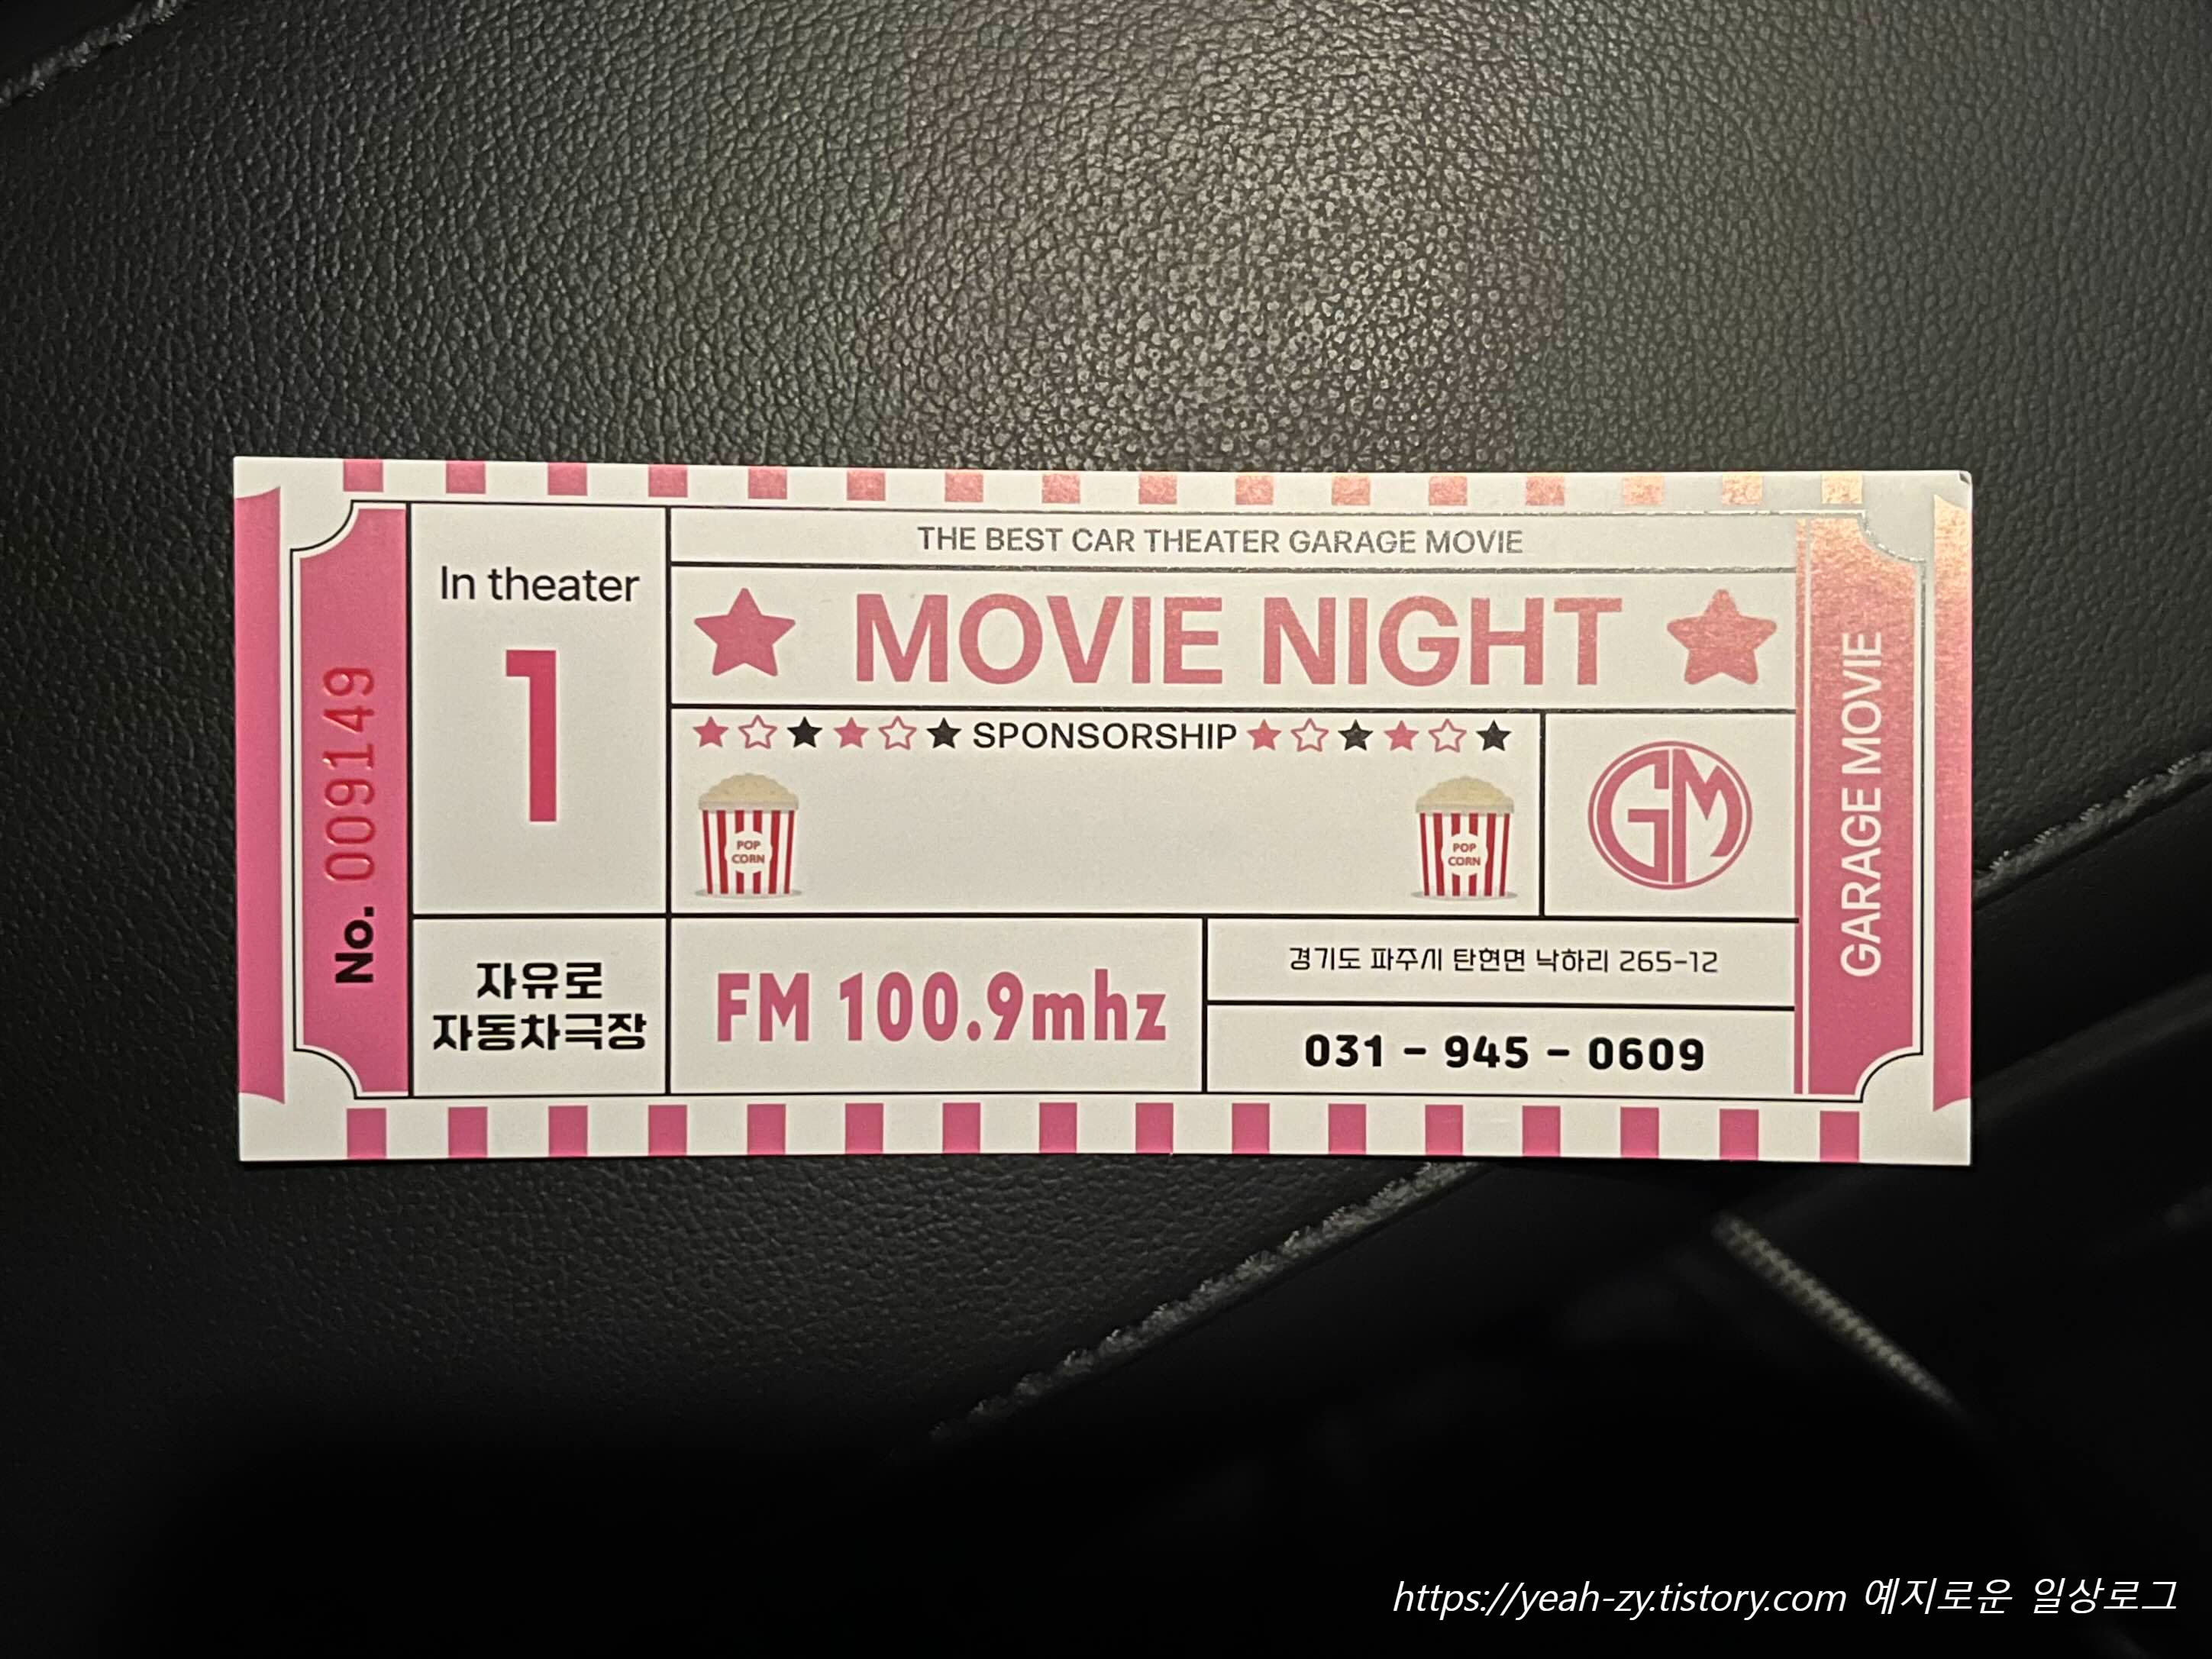 No. 009149
In theater
1
자유로
자동차극장
THE BEST CAR THEATER GARAGE MOVIE
MOVIE NIGHT
SPONSORSHIP
POP
CORN
POP
CORN
GM
FM 100.9mhz
경기도 파주시 탄현면 낙하리 265-12
031 - 945 - 0609
GARAGE MOVIE
https://yeah-zy.tistory.com 예지로운 일상로그